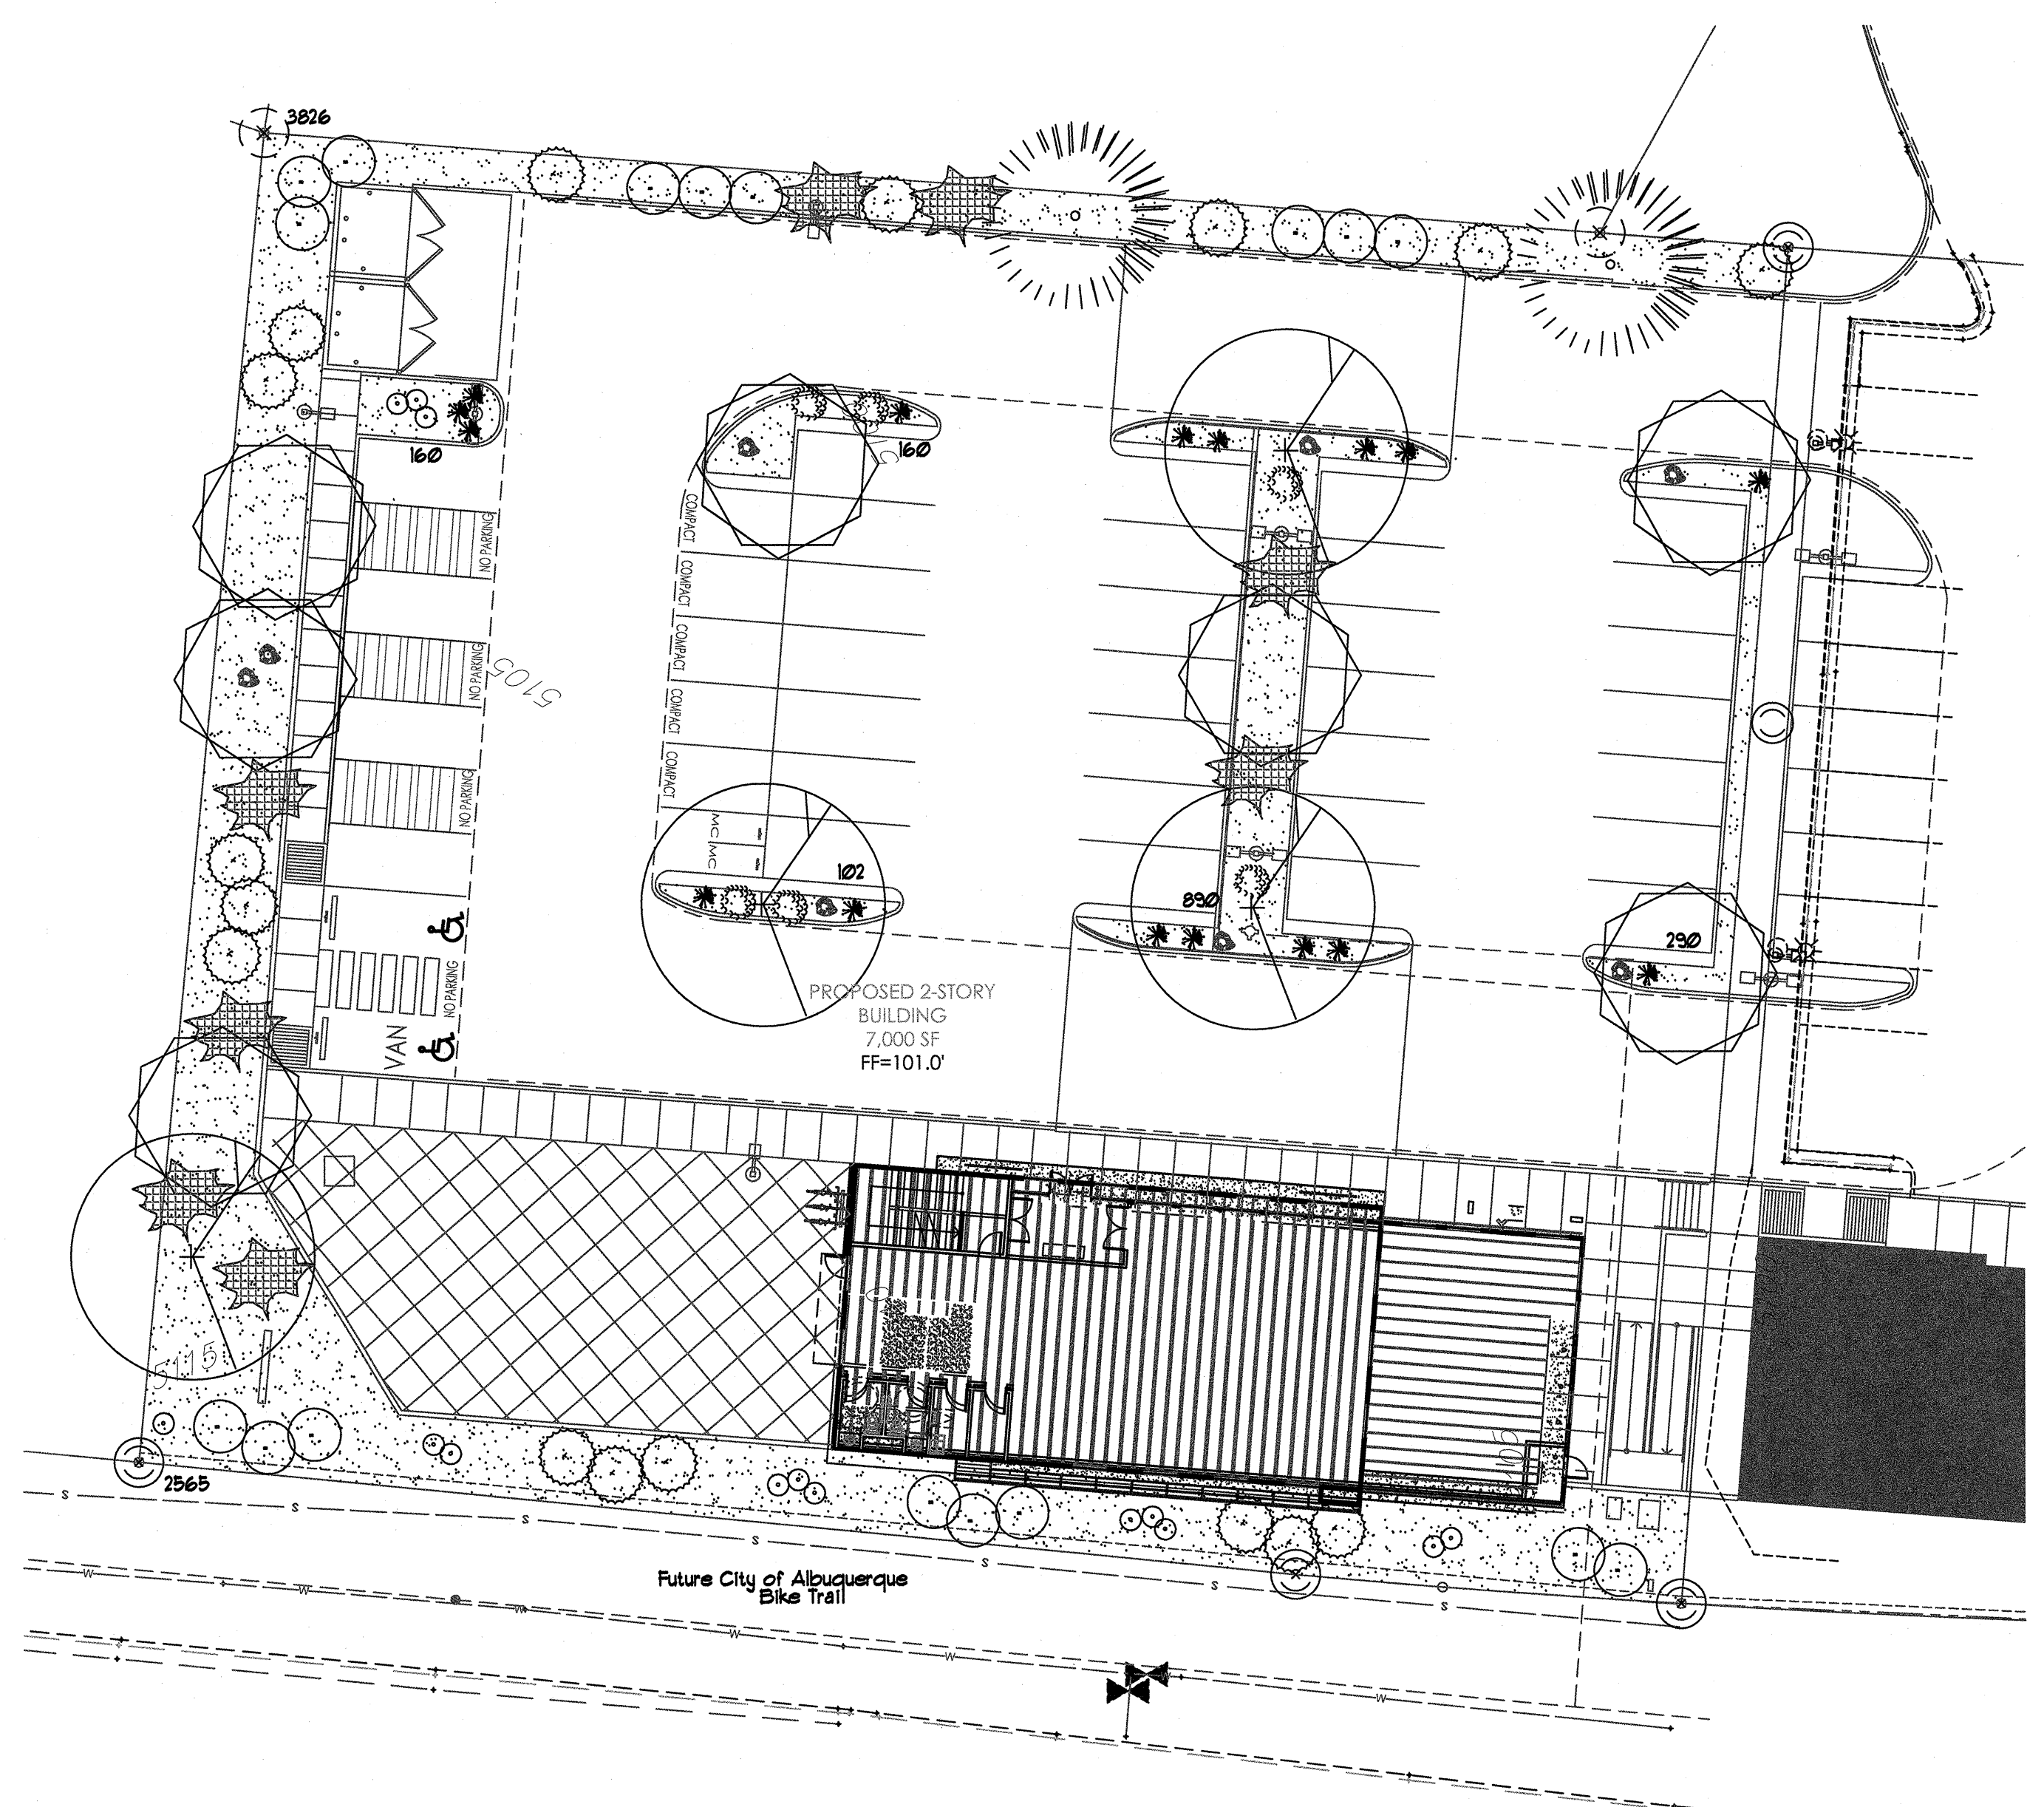 3826
160
160
NO PARKING
COMPACT
COMPACT
NO PARKING
5105
COMPACT
COMPACT
COMPACT
NO PARKING
MC MC
102
890
290
NO PARKING
VAN
PROPOSED 2-STORY
BUILDING
7,000 SF
FF=101.0'
5115
2565
S
S
S
S
S
S
S
Future City of Albuquerque
Bike Trail
W
W
W
W
W
W
W